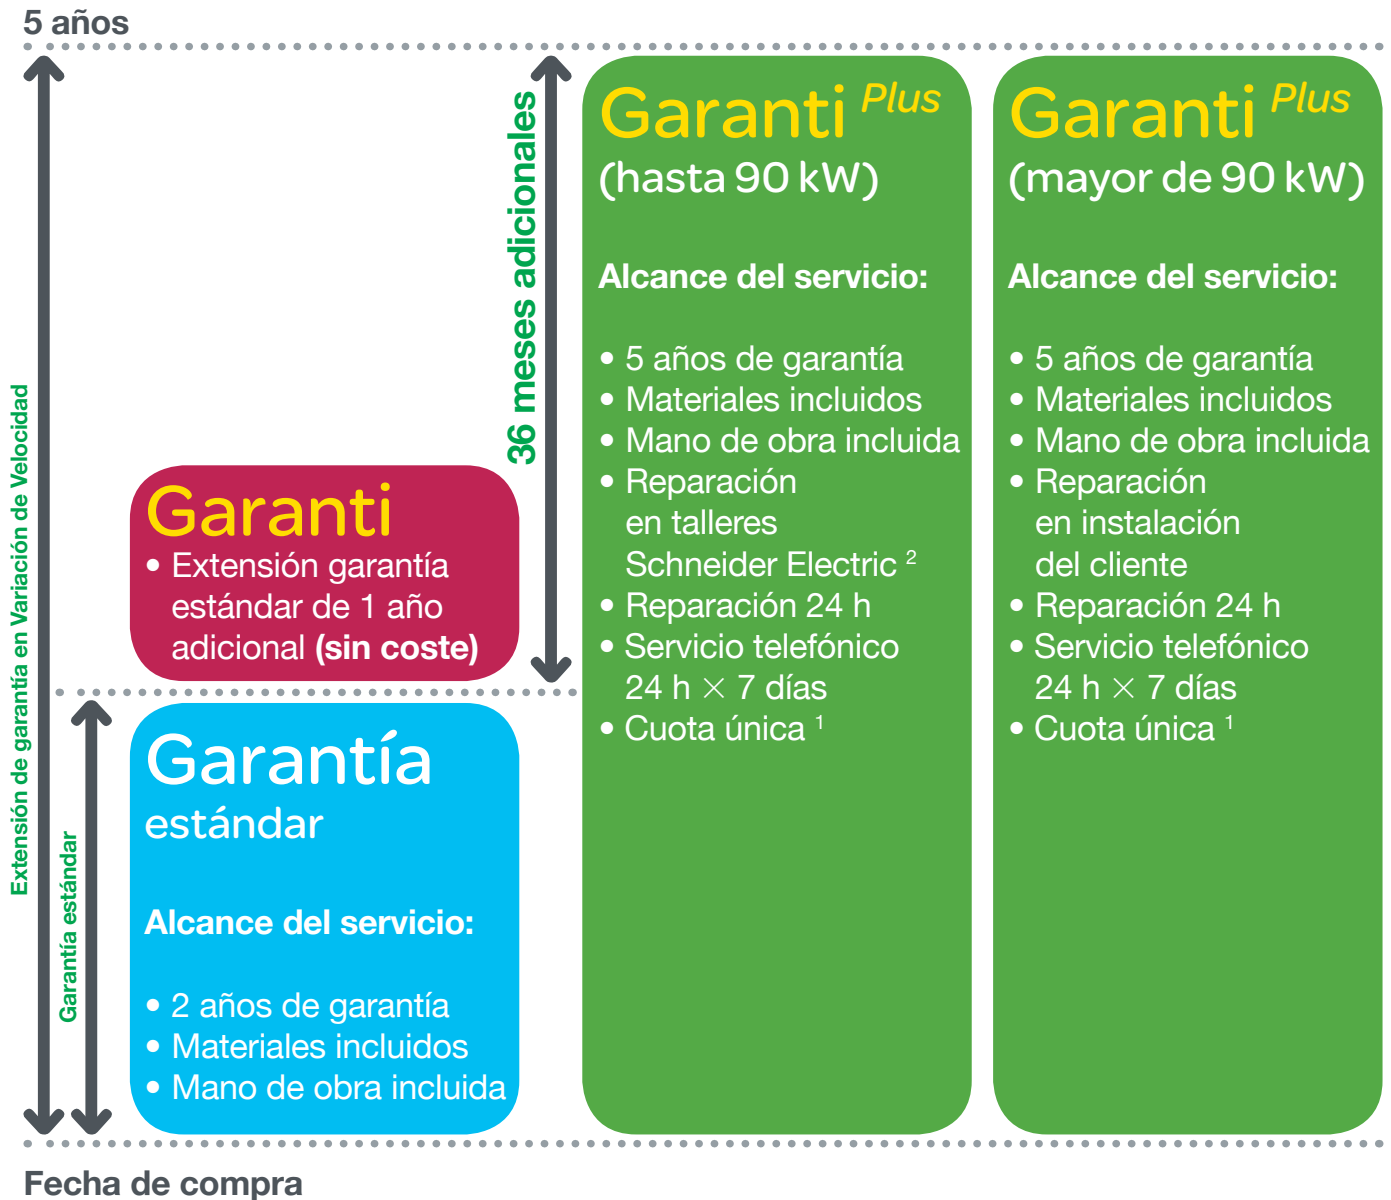 5 años
Extensión de garantía en Variación de Velocidad
Garantía estándar
36 meses adicionales
Garanti
• Extensión garantía
estándar de 1 año
adicional (sin coste)
Garantía
estándar
Alcance del servicio:
• 2 años de garantía
• Materiales incluidos
• Mano de obra incluida
Garanti Plus
(hasta 90 kW)
Alcance del servicio:
• 5 años de garantía
• Materiales incluidos
• Mano de obra incluida
• Reparación
en talleres
Schneider Electric 2
• Reparación 24 h
• Servicio telefónico
24 h × 7 días
• Cuota única 1
Garanti Plus
(mayor de 90 kW)
Alcance del servicio:
• 5 años de garantía
• Materiales incluidos
• Mano de obra incluida
• Reparación
en instalación
del cliente
• Reparación 24 h
• Servicio telefónico
24 h × 7 días
• Cuota única 1
Fecha de compra